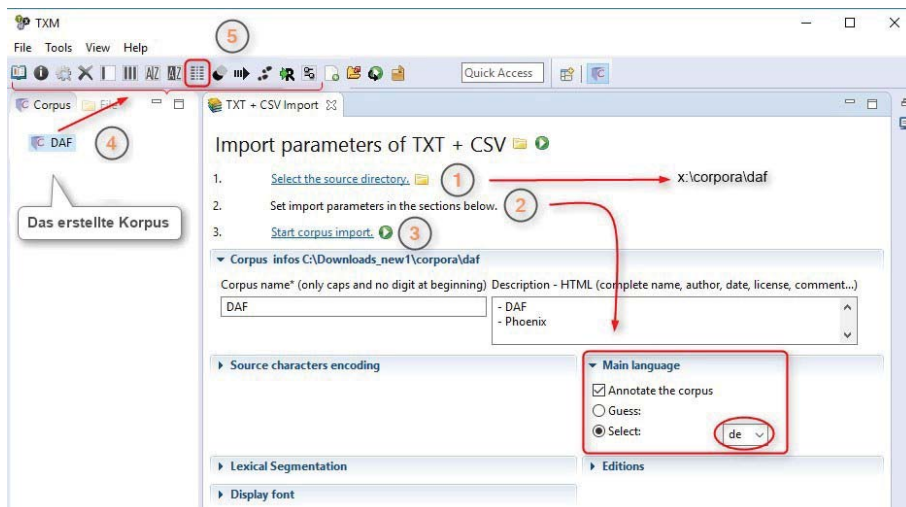 TXM
File Tools View Help
5
AZ Quick Access
Corpus File TXT + CSV Import
DAF 4
Das erstellte Korpus
Import parameters of TXT + CSV
1. Select the source directory. 1 x:\corpora\daf
2. Set import parameters in the sections below. 2
3. Start corpus import. 3
Corpus infos C:\Downloads_new1\corpora\daf
Corpus name* (only caps and no digit at beginning) Description - HTML (complete name, author, date, license, comment...)
DAF - DAF
- Phoenix
Source characters encoding Main language
Annotate the corpus
Guess:
Select: de
Lexical Segmentation Editions
Display font